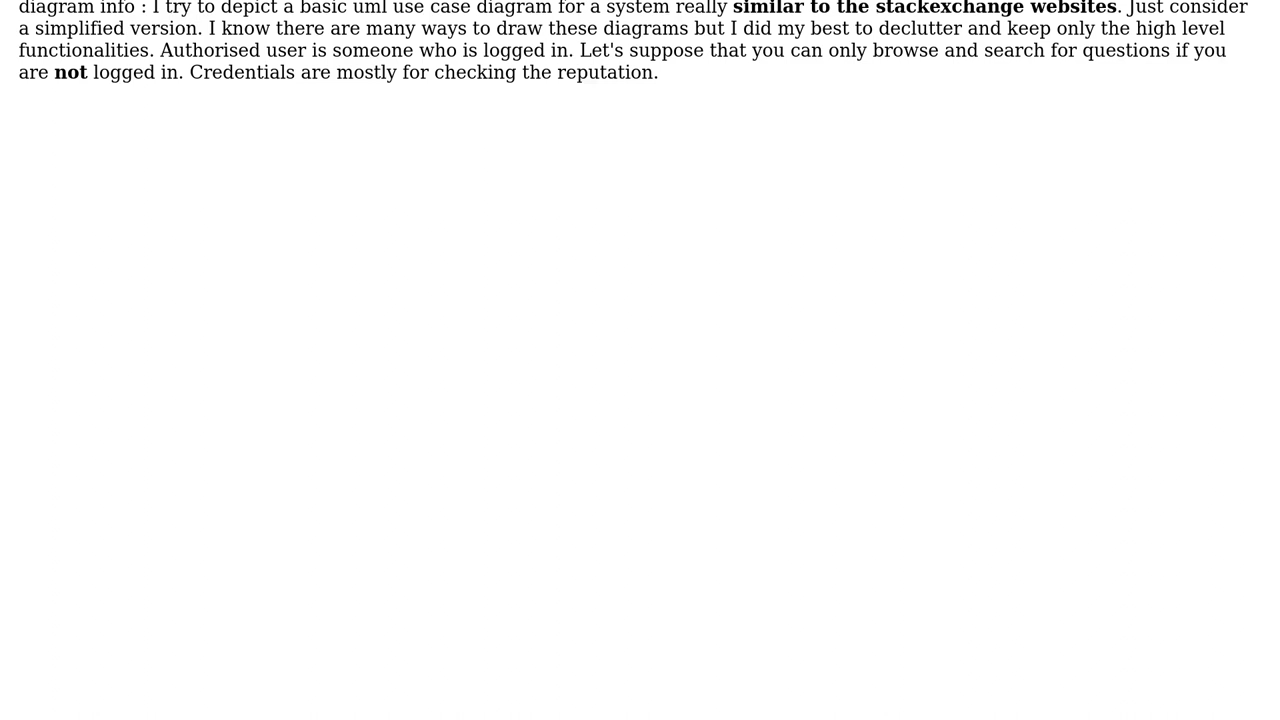 diagram info : I try to depict a basic uml use case diagram for a system really similar to the stackexchange websites. Just consider
a simplified version. I know there are many ways to draw these diagrams but I did my best to declutter and keep only the high level
functionalities. Authorised user is someone who is logged in. Let's suppose that you can only browse and search for questions if you
are not logged in. Credentials are mostly for checking the reputation.